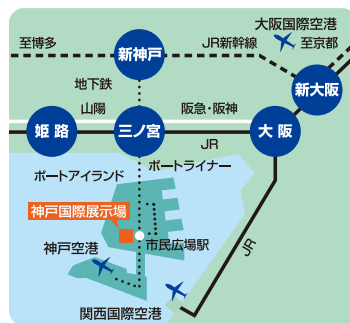 大阪国際空港
至博多
新神戸
JR新幹線
至京都
地下鉄
新大阪
山陽
阪急・阪神
姫路
三ノ宮
大阪
JR
ポートライナー
ポートアイランド
神戸国際展示場
神戸空港
市民広場駅
JR
関西国際空港